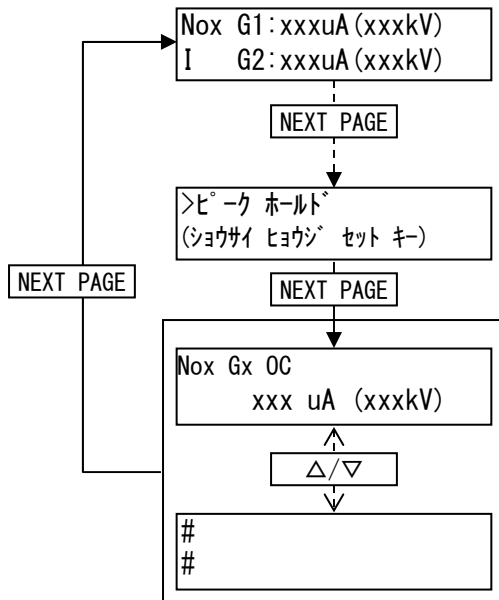 Nox G1:xxxuA(xxxkV)
I G2:xxxuA(xxxkV)
NEXT PAGE
>ﾋﾟｰｸ ﾎｰﾙﾄﾞ
(ｼｮｳｻｲ ﾋｮｳｼﾞ ｾｯﾄ ｷｰ)
NEXT PAGE
NEXT PAGE
Nox Gx OC
xxx uA (xxxkV)
△/▽
#
#